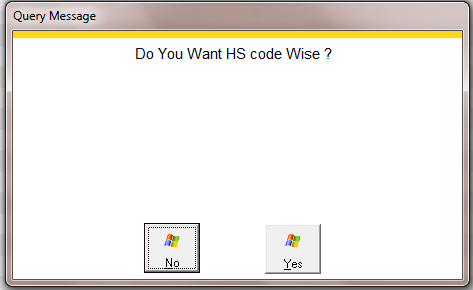 Query Message
Do You Want HS code Wise ?
No
Yes